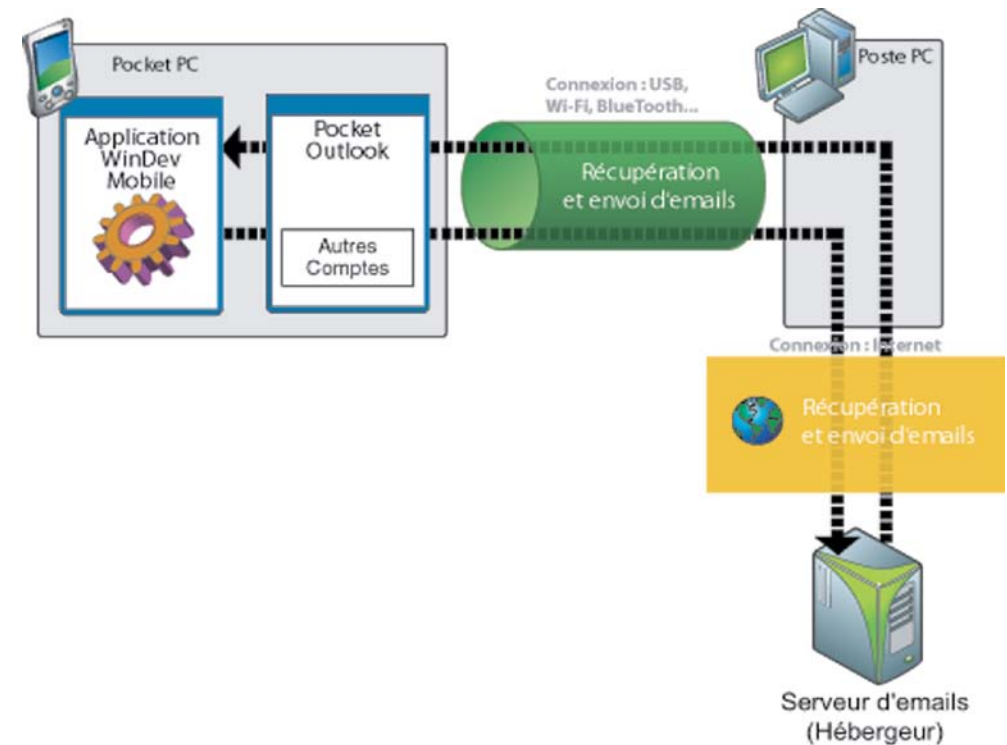 Pocket PC
Poste PC
Connexion : USB,
Wi-Fi, BlueTooth...
Application
WinDev
Mobile
Pocket
Outlook
Récupération
et envoi d'emails
Autres
Comptes
Connexion : Internet
Récupération
et envoi d'emails
Serveur d'emails
(Hébergeur)